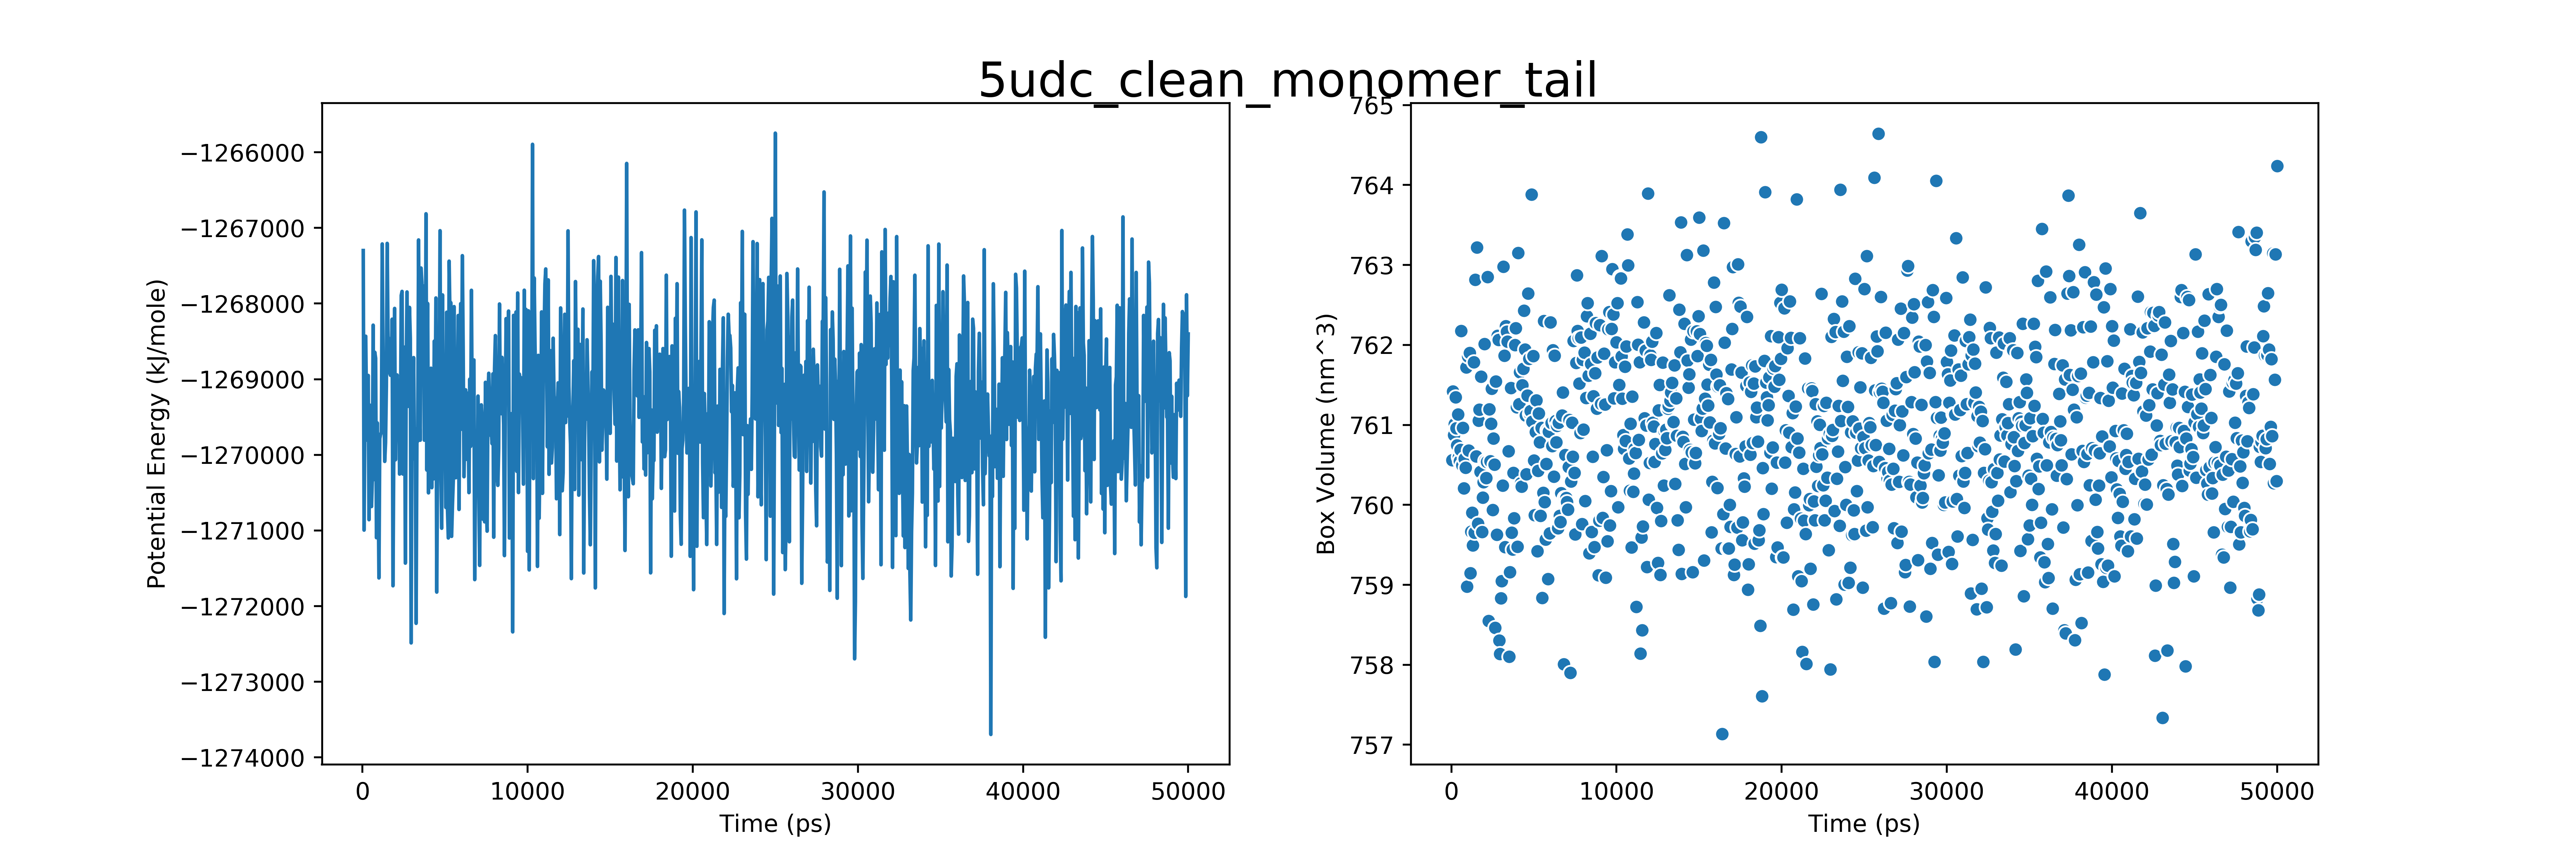 5udc_clean_monomer_tail
Potential Energy (kJ/mole)
−1266000
−1267000
−1268000
−1269000
−1270000
−1271000
−1272000
−1273000
−1274000
0 10000 20000 30000 40000 50000
Time (ps)
Box Volume (nm^3)
765
764
763
762
761
760
759
758
757
0 10000 20000 30000 40000 50000
Time (ps)